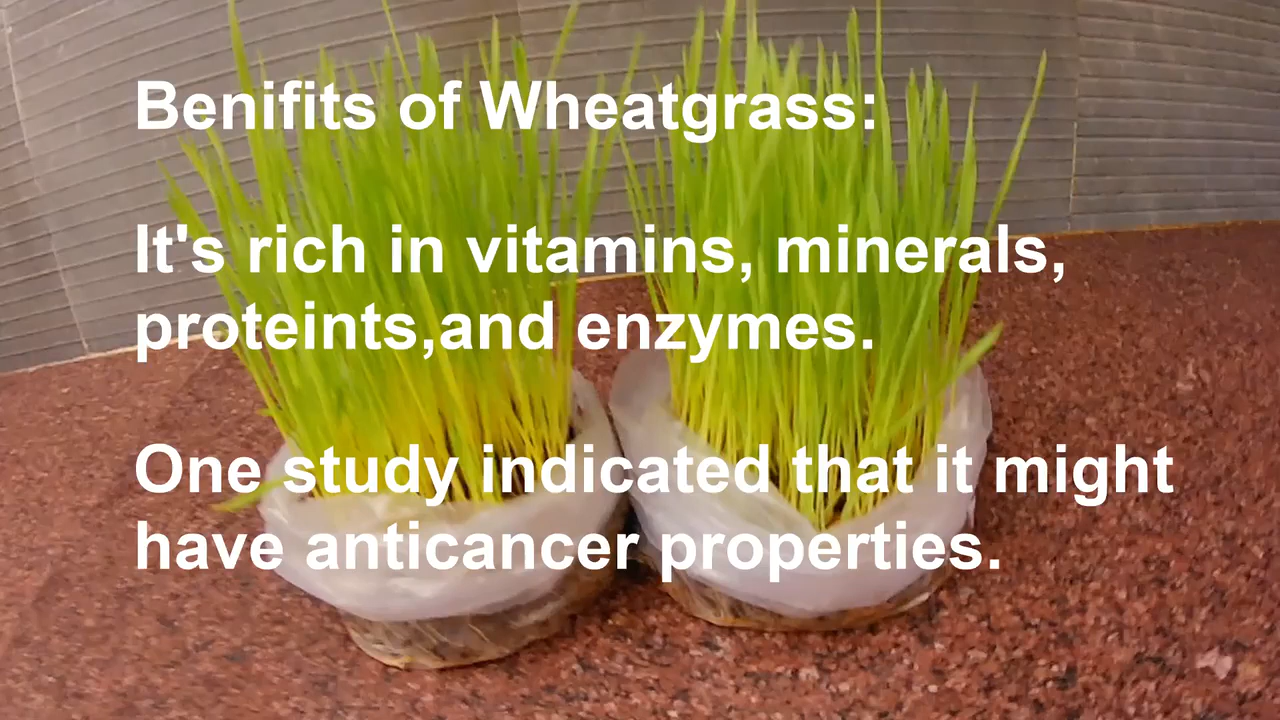 Benifits of Wheatgrass:
It's rich in vitamins, minerals,
proteints,and enzymes.
One study indicated that it might
have anticancer properties.